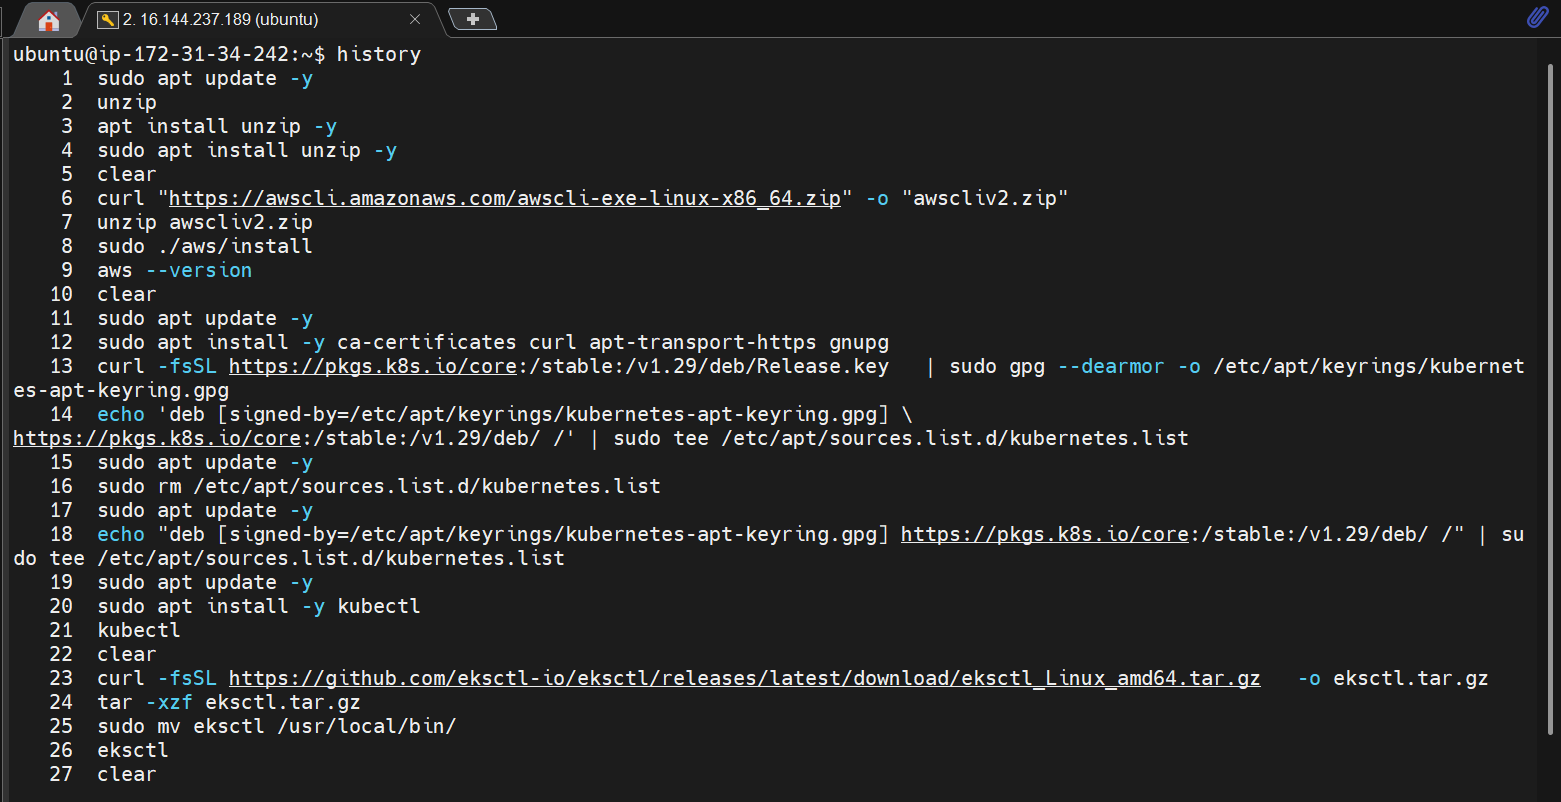 2. 16.144.237.189 (ubuntu)
ubuntu@ip-172-31-34-242:~$ history
    1  sudo apt update -y
    2  unzip
    3  apt install unzip -y
    4  sudo apt install unzip -y
    5  clear
    6  curl "https://awscli.amazonaws.com/awscli-exe-linux-x86_64.zip" -o "awscliv2.zip"
    7  unzip awscliv2.zip
    8  sudo ./aws/install
    9  aws --version
   10  clear
   11  sudo apt update -y
   12  sudo apt install -y ca-certificates curl apt-transport-https gnupg
   13  curl -fsSL https://pkgs.k8s.io/core:/stable:/v1.29/deb/Release.key   | sudo gpg --dearmor -o /etc/apt/keyrings/kubernet
es-apt-keyring.gpg
   14  echo 'deb [signed-by=/etc/apt/keyrings/kubernetes-apt-keyring.gpg] \
https://pkgs.k8s.io/core:/stable:/v1.29/deb/ /' | sudo tee /etc/apt/sources.list.d/kubernetes.list
   15  sudo apt update -y
   16  sudo rm /etc/apt/sources.list.d/kubernetes.list
   17  sudo apt update -y
   18  echo "deb [signed-by=/etc/apt/keyrings/kubernetes-apt-keyring.gpg] https://pkgs.k8s.io/core:/stable:/v1.29/deb/ /" | su
do tee /etc/apt/sources.list.d/kubernetes.list
   19  sudo apt update -y
   20  sudo apt install -y kubectl
   21  kubectl
   22  clear
   23  curl -fsSL https://github.com/eksctl-io/eksctl/releases/latest/download/eksctl_Linux_amd64.tar.gz   -o eksctl.tar.gz
   24  tar -xzf eksctl.tar.gz
   25  sudo mv eksctl /usr/local/bin/
   26  eksctl
   27  clear